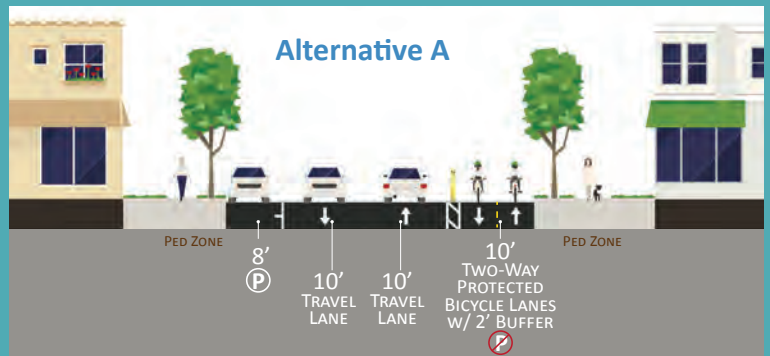 Alternative A
PED ZONE
PED ZONE
8’
P
10’
TRAVEL
LANE
10’
TRAVEL
LANE
10’
TWO-WAY
PROTECTED
BICYCLE LANES
W/ 2’ BUFFER
P